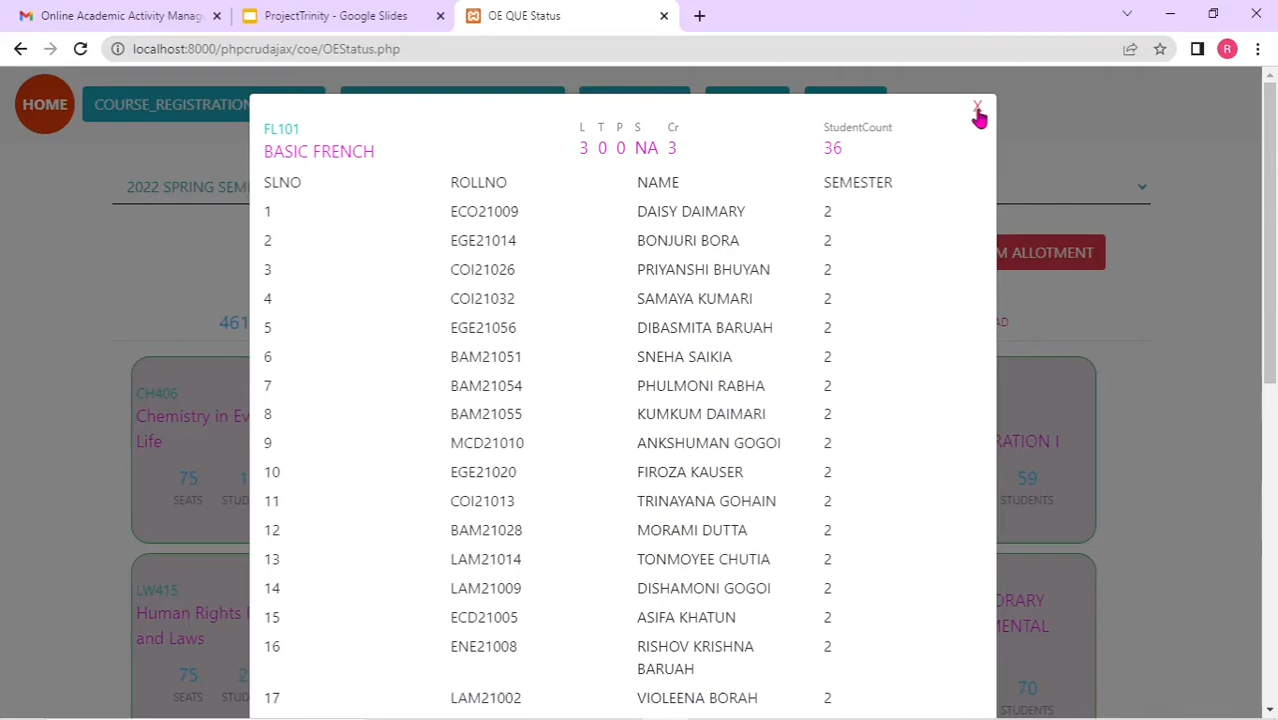 Online Academic Activity Manag
ProjectTrinity - Google Slides
OE QUE Status
localhost:8000/phpcrudajax/coe/OEStatus.php
R
HOME
COURSE_REGISTRATION
X
FL101
L T P S Cr
StudentCount
BASIC FRENCH
3 0 0 NA 3
36
2022 SPRING SEM
SLNO ROLLNO NAME SEMESTER
1 ECO21009 DAISY DAIMARY 2
2 EGE21014 BONJURI BORA 2
M ALLOTMENT
3 COI21026 PRIYANSHI BHUYAN 2
4 COI21032 SAMAYA KUMARI 2
461
AD
5 EGE21056 DIBASMITA BARUAH 2
6 BAM21051 SNEHA SAIKIA 2
7 BAM21054 PHULMONI RABHA 2
CH406
Chemistry in Ev
Life
8 BAM21055 KUMKUM DAIMARI 2
9 MCD21010 ANKSHUMAN GOGOI 2
RATION I
10 EGE21020 FIROZA KAUSER 2
75 1
59
SEATS STUD
STUDENTS
11 COI21013 TRINAYANA GOHAIN 2
12 BAM21028 MORAMI DUTTA 2
13 LAM21014 TONMOYEE CHUTIA 2
14 LAM21009 DISHAMONI GOGOI 2
LW415
Human Rights
and Laws
ORARY
MENTAL
15 ECD21005 ASIFA KHATUN 2
16 ENE21008 RISHOV KRISHNA 2
BARUAH
75 2
70
SEATS STUD
STUDENTS
17 LAM21002 VIOLEENA BORAH 2